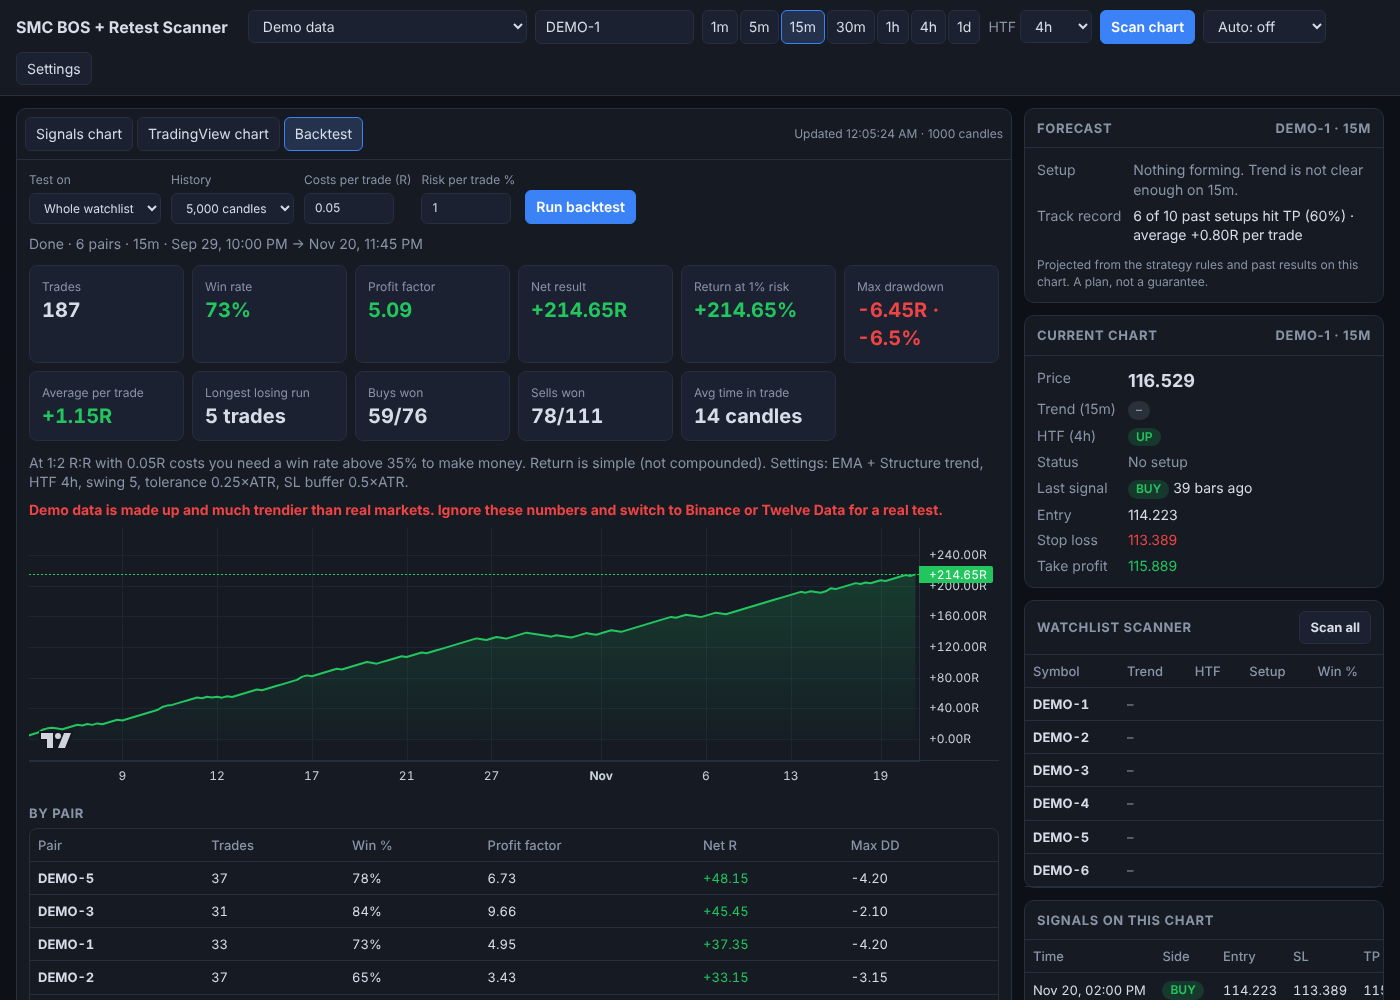 SMC BOS + Retest Scanner
Demo data
DEMO-1
1m 5m 15m 30m 1h 4h 1d
HTF 4h
Scan chart
Auto: off
Settings
Signals chart
TradingView chart
Backtest
Updated 12:05:24 AM · 1000 candles
Test on History Costs per trade (R) Risk per trade %
Whole watchlist 5,000 candles 0.05 1 Run backtest
Done · 6 pairs · 15m · Sep 29, 10:00 PM → Nov 20, 11:45 PM
Trades
187
Win rate
73%
Profit factor
5.09
Net result
+214.65R
Return at 1% risk
+214.65%
Max drawdown
-6.45R ·
-6.5%
Average per trade
+1.15R
Longest losing run
5 trades
Buys won
59/76
Sells won
78/111
Avg time in trade
14 candles
At 1:2 R:R with 0.05R costs you need a win rate above 35% to make money. Return is simple (not compounded). Settings: EMA + Structure trend,
HTF 4h, swing 5, tolerance 0.25×ATR, SL buffer 0.5×ATR.
Demo data is made up and much trendier than real markets. Ignore these numbers and switch to Binance or Twelve Data for a real test.
+240.00R
+214.65R
+200.00R
+160.00R
+120.00R
+80.00R
+40.00R
+0.00R
9 12 17 21 27 Nov 6 13 19
BY PAIR
Pair Trades Win % Profit factor Net R Max DD
DEMO-5 37 78% 6.73 +48.15 -4.20
DEMO-3 31 84% 9.66 +45.45 -2.10
DEMO-1 33 73% 4.95 +37.35 -4.20
DEMO-2 37 65% 3.43 +33.15 -3.15
FORECAST DEMO-1 · 15M
Setup Nothing forming. Trend is not clear
enough on 15m.
Track record 6 of 10 past setups hit TP (60%) ·
average +0.80R per trade
Projected from the strategy rules and past results on this
chart. A plan, not a guarantee.
CURRENT CHART DEMO-1 · 15M
Price 116.529
Trend (15m) –
HTF (4h) UP
Status No setup
Last signal BUY 39 bars ago
Entry 114.223
Stop loss 113.389
Take profit 115.889
WATCHLIST SCANNER Scan all
Symbol Trend HTF Setup Win %
DEMO-1 –
DEMO-2 –
DEMO-3 –
DEMO-4 –
DEMO-5 –
DEMO-6 –
SIGNALS ON THIS CHART
Time Side Entry SL TP
Nov 20, 02:00 PM BUY 114.223 113.389